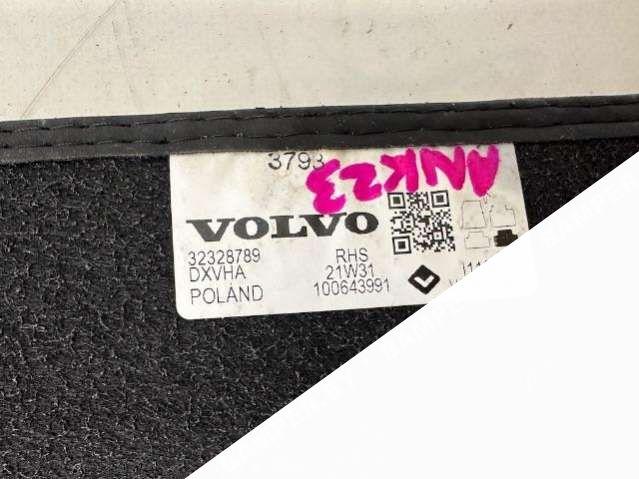 3793
ANK23
VOLVO
32328789 RHS
DXVHA 21W31
POLAND 100643991